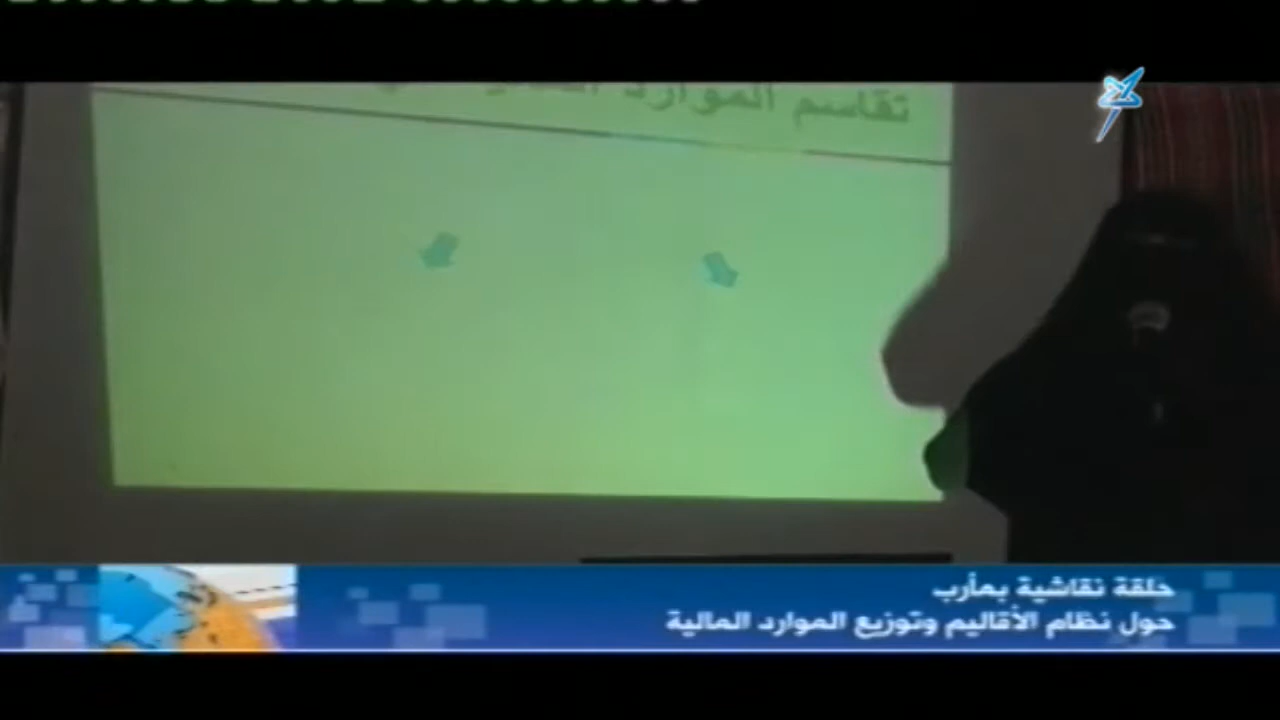 تقاسم الموارد
حلقة نقاشية بمأرب
حول نظام الأقاليم وتوزيع الموارد المالية